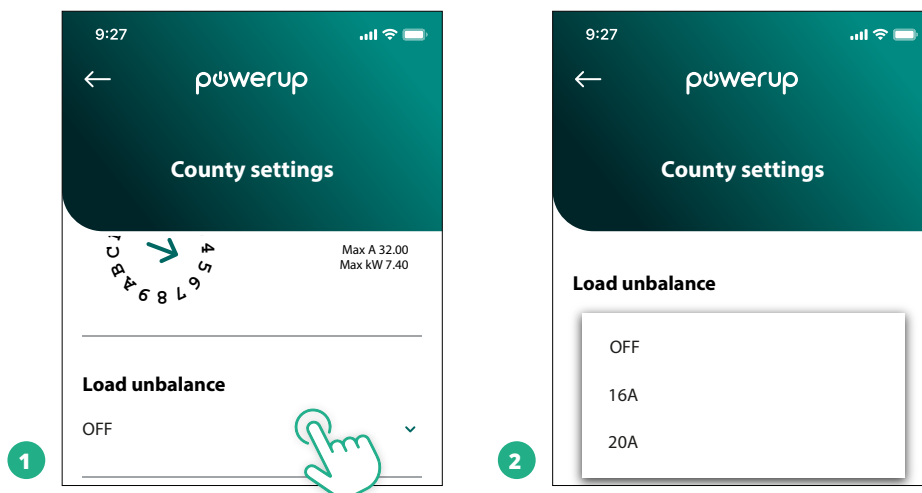 9:27
powerup
County settings
A B C
4 5 6 7 8 9
Max A 32.00
Max kW 7.40
Load unbalance
OFF
1
9:27
powerup
County settings
Load unbalance
OFF
16A
20A
2